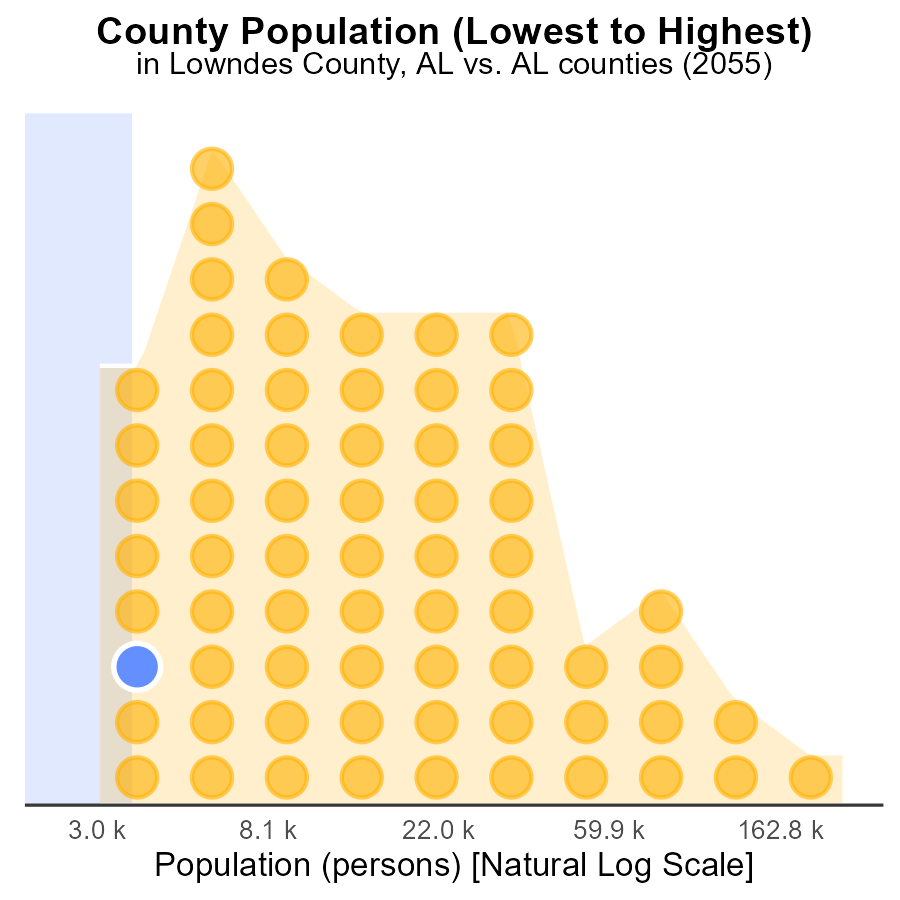 County Population (Lowest to Highest)
in Lowndes County, AL vs. AL counties (2055)
3.0 k 8.1 k 22.0 k 59.9 k 162.8 k
Population (persons) [Natural Log Scale]